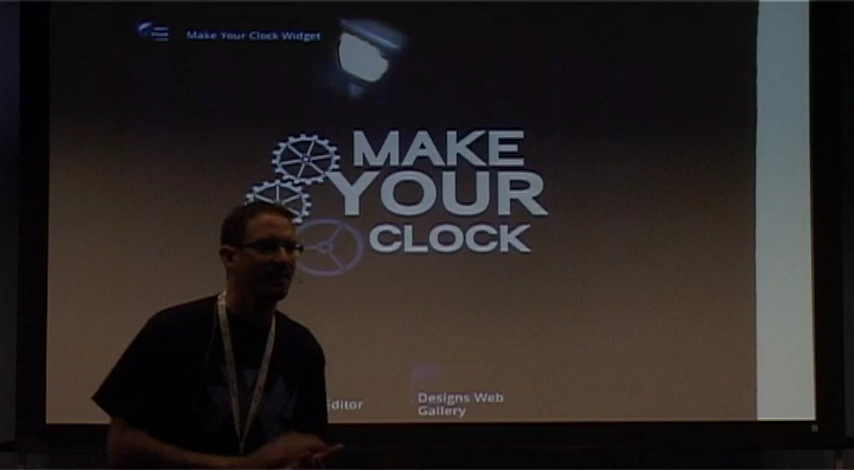 Make Your Clock Widget
MAKE
YOUR
CLOCK
Editor
Designs Web
Gallery